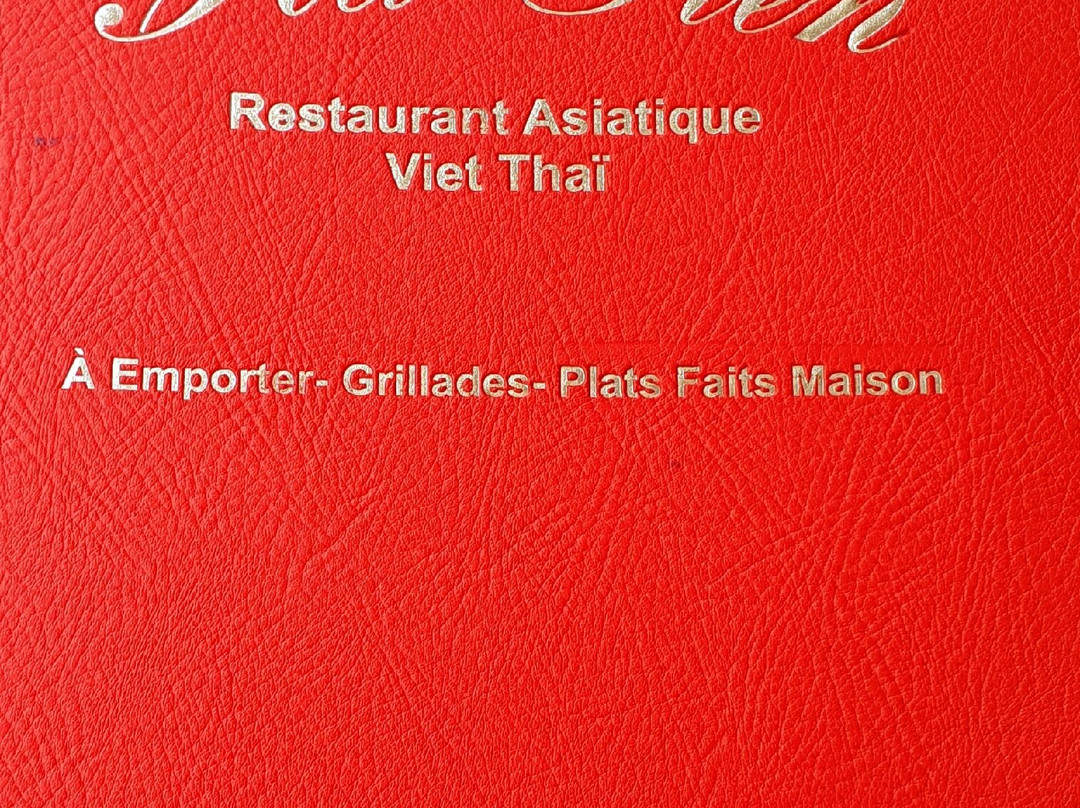 Restaurant Asiatique
Viet Thaï
À Emporter- Grillades- Plats Faits Maison